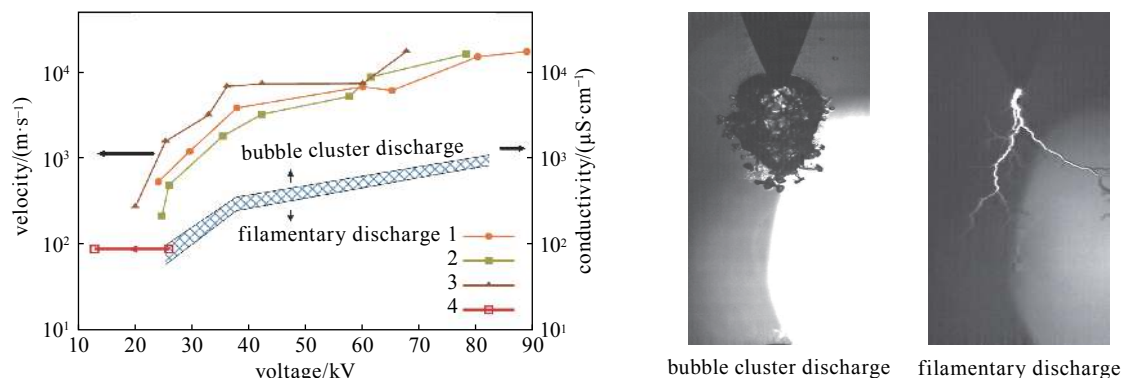 10⁴
10³
10²
10¹
velocity/(m·s⁻¹)
10 20 30 40 50 60 70 80 90
voltage/kV
10⁴
10³
10²
10¹
conductivity/(μS·cm⁻¹)
bubble cluster discharge
filamentary discharge
1
2
3
4
bubble cluster discharge
filamentary discharge